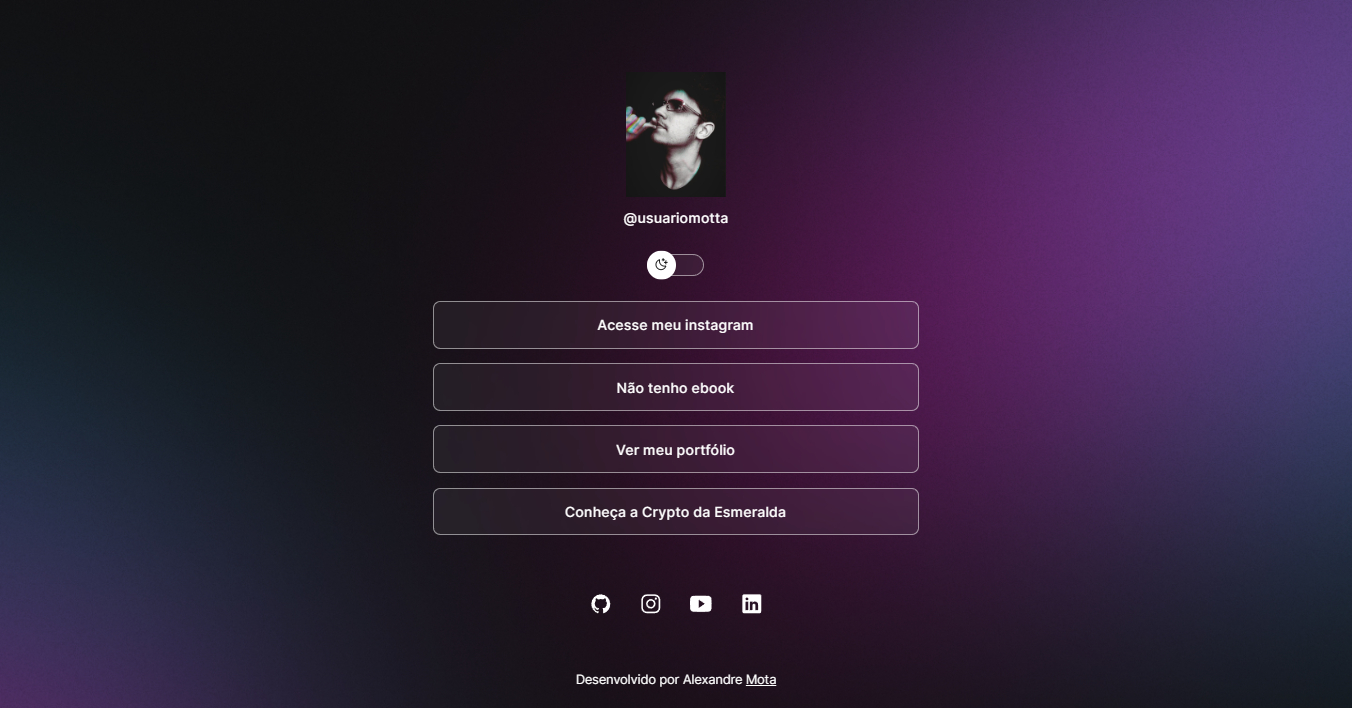 @usuariomotta
Acesse meu instagram
Não tenho ebook
Ver meu portfólio
Conheça a Crypto da Esmeralda
Desenvolvido por Alexandre Mota